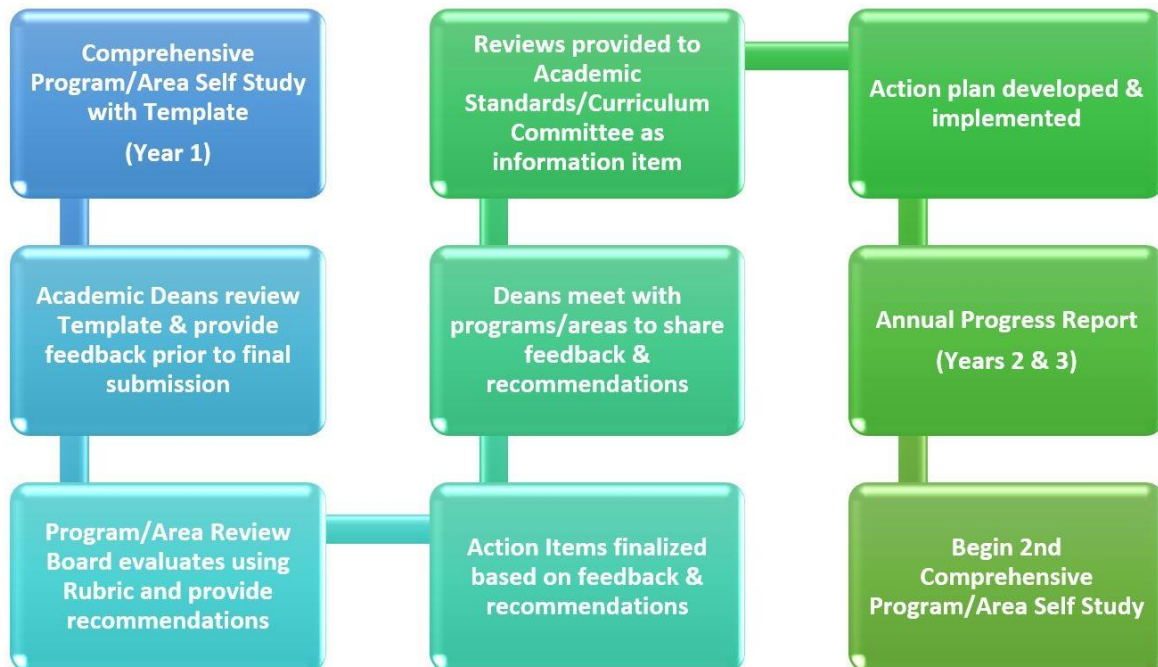 Comprehensive
Program/Area Self Study
with Template
(Year 1)
Academic Deans review
Template & provide
feedback prior to final
submission
Program/Area Review
Board evaluates using
Rubric and provide
recommendations
Action Items finalized
based on feedback &
recommendations
Deans meet with
programs/areas to share
feedback &
recommendations
Reviews provided to
Academic
Standards/Curriculum
Committee as
information item
Action plan developed &
implemented
Annual Progress Report
(Years 2 & 3)
Begin 2nd
Comprehensive
Program/Area Self Study